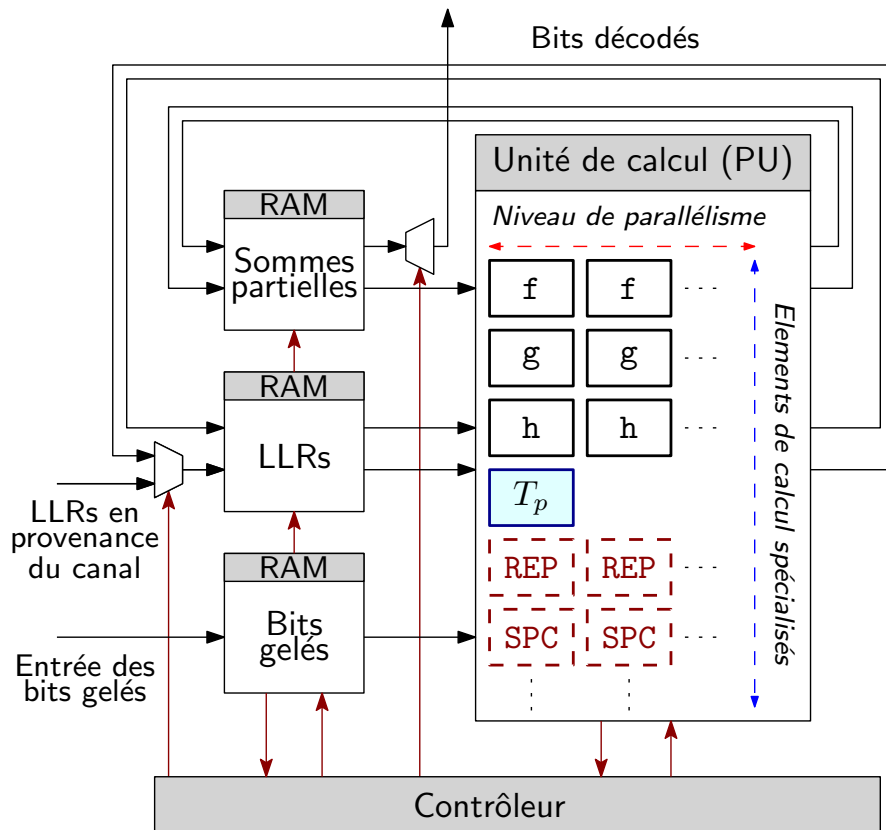 Bits décodés
Unité de calcul (PU)
Niveau de parallélisme
RAM
Sommes
partielles
f f . . .
g g . . .
RAM
LLRs
h h . . .
T_p
LLRs en
provenance
du canal
RAM
Bits
gelés
REP REP . . .
SPC SPC . . .
Elements de calcul spécialisés
Entrée des
bits gelés
Contrôleur